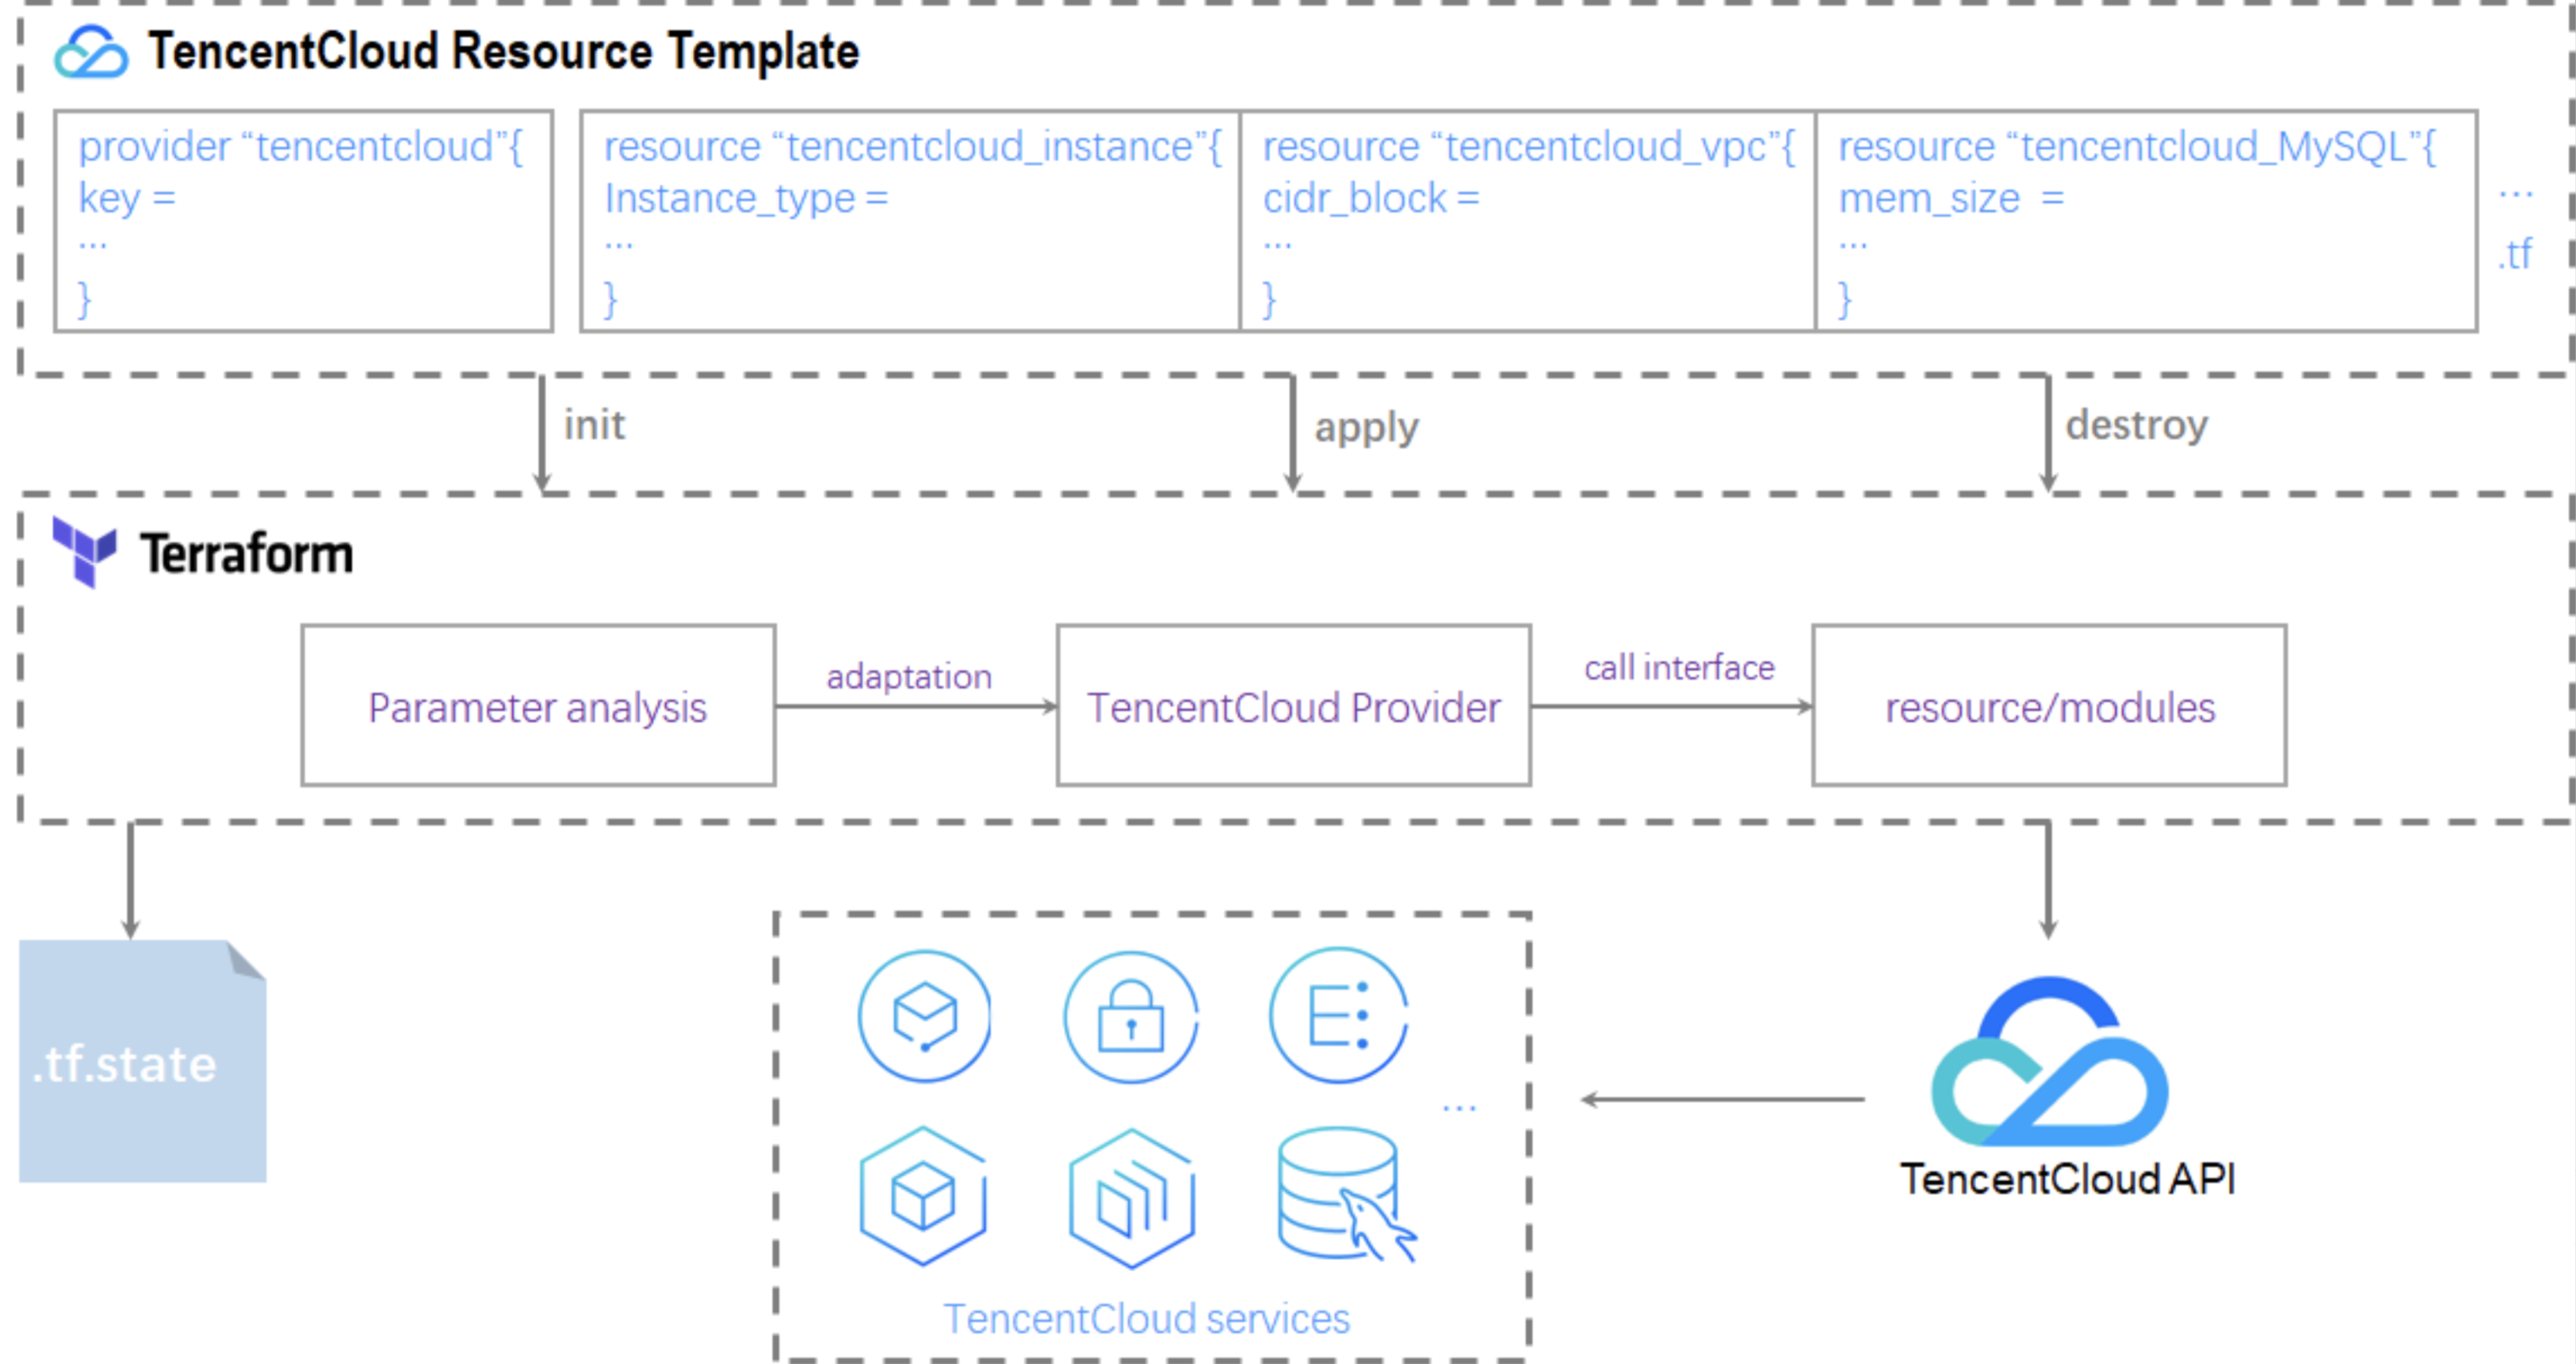 TencentCloud Resource Template
provider “tencentcloud”{
key =
...
}
resource “tencentcloud_instance”{
Instance_type =
...
}
resource “tencentcloud_vpc”{
cidr_block =
...
}
resource “tencentcloud_MySQL”{
mem_size =
...
}
...
.tf
init
apply
destroy
Terraform
Parameter analysis
adaptation
TencentCloud Provider
call interface
resource/modules
.tf.state
...
TencentCloud services
TencentCloud API